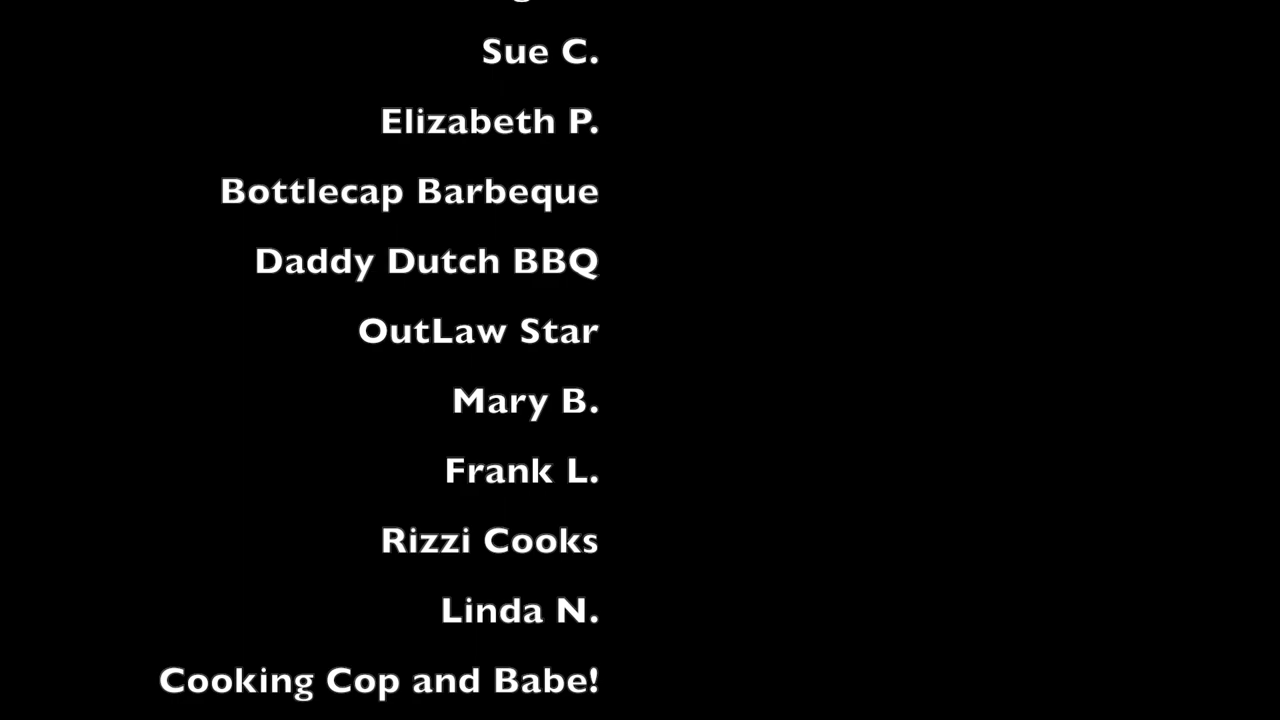 Sue C.
Elizabeth P.
Bottlecap Barbeque
Daddy Dutch BBQ
OutLaw Star
Mary B.
Frank L.
Rizzi Cooks
Linda N.
Cooking Cop and Babe!